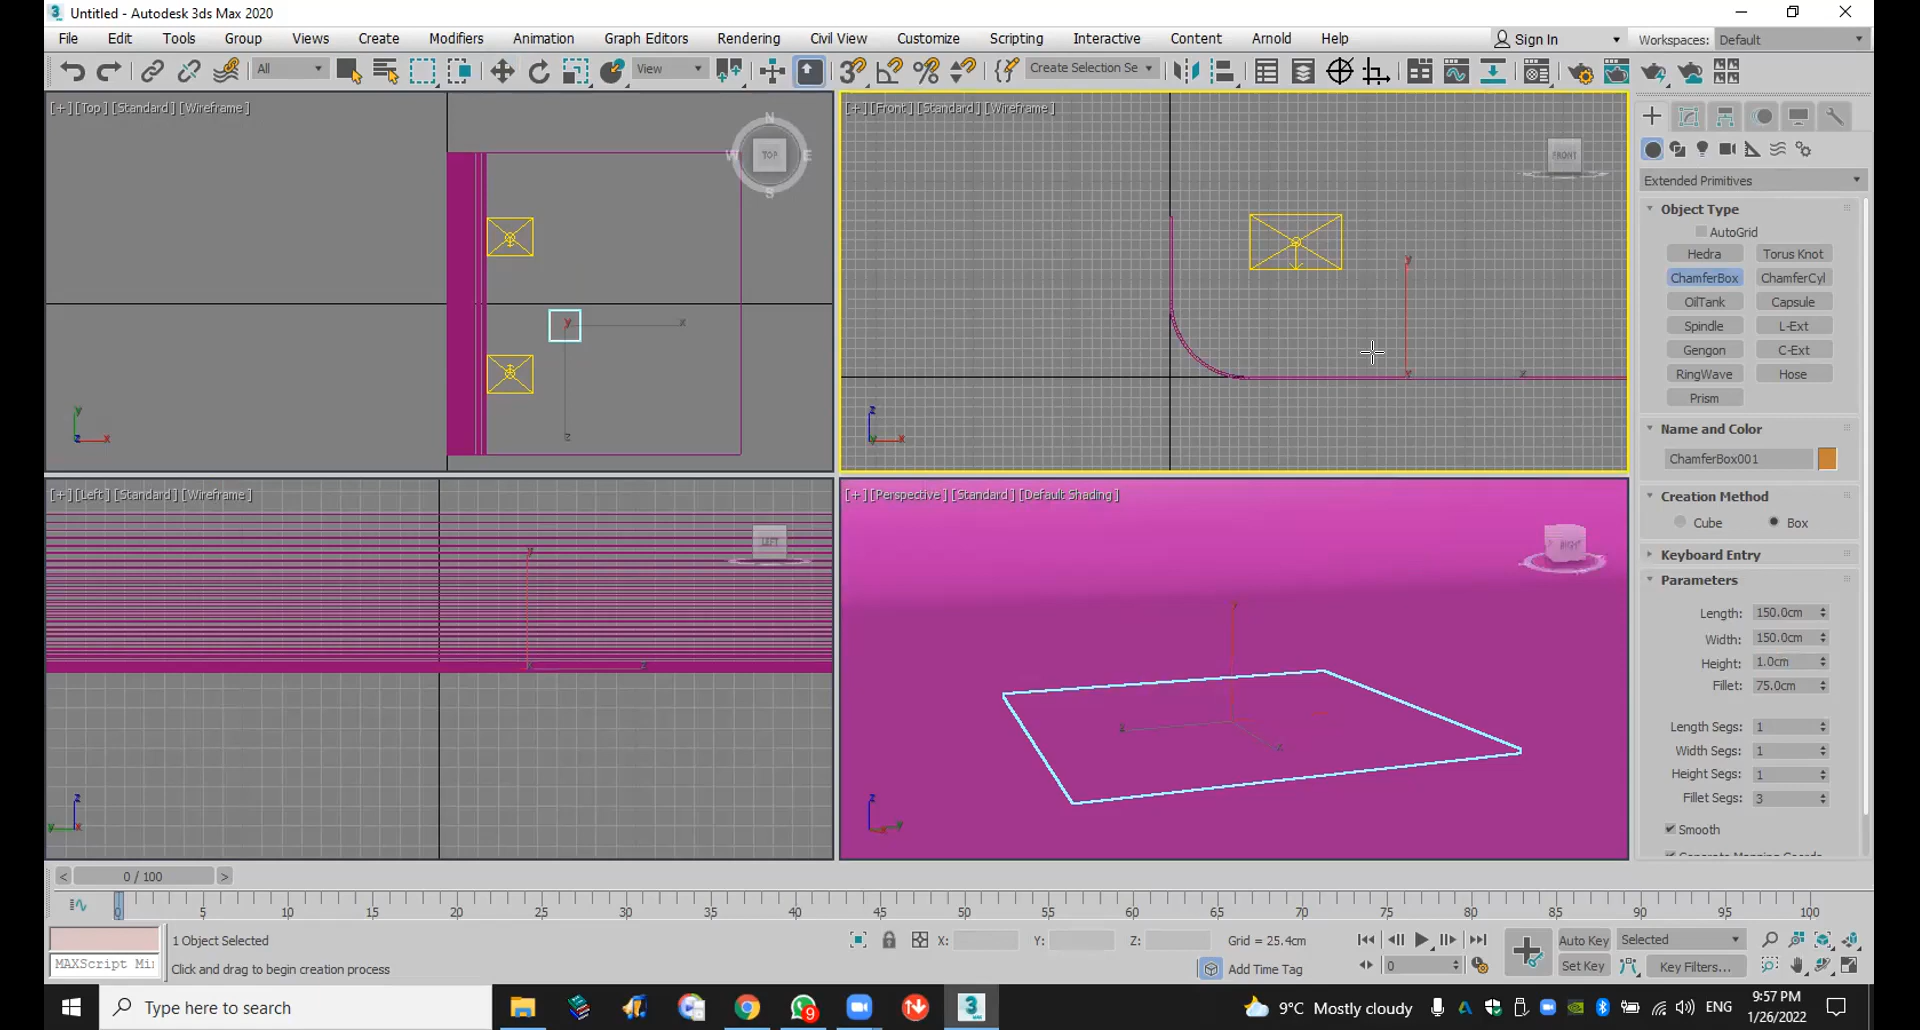 Untitled - Autodesk 3ds Max 2020
File Edit Tools Group Views Create Modifiers Animation Graph Editors Rendering Civil View Customize Scripting Interactive Content Arnold Help Sign In Workspaces: Default
All View Create Selection Se
[+] [Top] [Standard] [Wireframe]
N
W TOP E
S
y
x
z
y
z x
[+] [Front] [Standard] [Wireframe]
FRONT
y
x
z
x
[+] [Left] [Standard] [Wireframe]
LEFT
y
z
z
y x
[+] [Perspective] [Standard] [Default Shading]
RIGHT
z
Extended Primitives
Object Type
AutoGrid
Hedra Torus Knot
ChamferBox ChamferCyl
OilTank Capsule
Spindle L-Ext
Gengon C-Ext
RingWave Hose
Prism
Name and Color
ChamferBox001
Creation Method
Cube Box
Keyboard Entry
Parameters
Length: 150.0cm
Width: 150.0cm
Height: 1.0cm
Fillet: 75.0cm
Length Segs: 1
Width Segs: 1
Height Segs: 1
Fillet Segs: 3
Smooth
< 0 / 100 >
0 5 10 15 20 25 30 35 40 45 50 55 60 65 70 75 80 85 90 95 100
1 Object Selected X: Y: Z: Grid = 25.4cm Auto Key Selected
MAXScript Mi Click and drag to begin creation process Add Time Tag 0 Set Key Key Filters...
Type here to search 9 3 9°C Mostly cloudy ENG 9:57 PM
1/26/2022